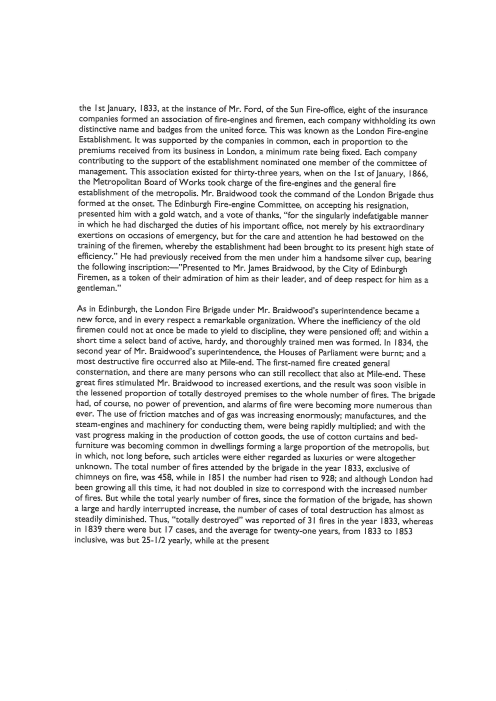 the 1st January, 1833, at the instance of Mr. Ford, of the Sun Fire-office, eight of the insurance
companies formed an association of fire-engines and firemen, each company withholding its own
distinctive name and badges from the united force. This was known as the London Fire-engine
Establishment. It was supported by the companies in common, each in proportion to the
premiums received from its business in London, a minimum rate being fixed. Each company
contributing to the support of the establishment nominated one member of the committee of
management. This association existed for thirty-three years, when on the 1st of January, 1866,
the Metropolitan Board of Works took charge of the fire-engines and the general fire
establishment of the metropolis. Mr. Braidwood took the command of the London Brigade thus
formed at the onset. The Edinburgh Fire-engine Committee, on accepting his resignation,
presented him with a gold watch, and a vote of thanks, “for the singularly indefatigable manner
in which he had discharged the duties of his important office, not merely by his extraordinary
exertions on occasions of emergency, but for the care and attention he had bestowed on the
training of the firemen, whereby the establishment had been brought to its present high state of
efficiency.” He had previously received from the men under him a handsome silver cup, bearing
the following inscription:—“Presented to Mr. James Braidwood, by the City of Edinburgh
Firemen, as a token of their admiration of him as their leader, and of deep respect for him as a
gentleman.”

As in Edinburgh, the London Fire Brigade under Mr. Braidwood's superintendence became a
new force, and in every respect a remarkable organization. Where the inefficiency of the old
firemen could not at once be made to yield to discipline, they were pensioned off; and within a
short time a select band of active, hardy, and thoroughly trained men was formed. In 1834, the
second year of Mr. Braidwood's superintendence, the Houses of Parliament were burnt; and a
most destructive fire occurred also at Mile-end. The first-named fire created general
consternation, and there are many persons who can still recollect that also at Mile-end. These
great fires stimulated Mr. Braidwood to increased exertions, and the result was soon visible in
the lessened proportion of totally destroyed premises to the whole number of fires. The brigade
had, of course, no power of prevention, and alarms of fire were becoming more numerous than
ever. The use of friction matches and of gas was increasing enormously; manufactures, and the
steam-engines and machinery for conducting them, were being rapidly multiplied; and with the
vast progress making in the production of cotton goods, the use of cotton curtains and bed-
furniture was becoming common in dwellings forming a large proportion of the metropolis, but
in which, not long before, such articles were either regarded as luxuries or were altogether
unknown. The total number of fires attended by the brigade in the year 1833, exclusive of
chimneys on fire, was 458, while in 1851 the number had risen to 928; and although London had
been growing all this time, it had not doubled in size to correspond with the increased number
of fires. But while the total yearly number of fires, since the formation of the brigade, has shown
a large and hardly interrupted increase, the number of cases of total destruction has almost as
steadily diminished. Thus, “totally destroyed” was reported of 31 fires in the year 1833, whereas
in 1839 there were but 17 cases, and the average for twenty-one years, from 1833 to 1853
inclusive, was but 25-1/2 yearly, while at the present